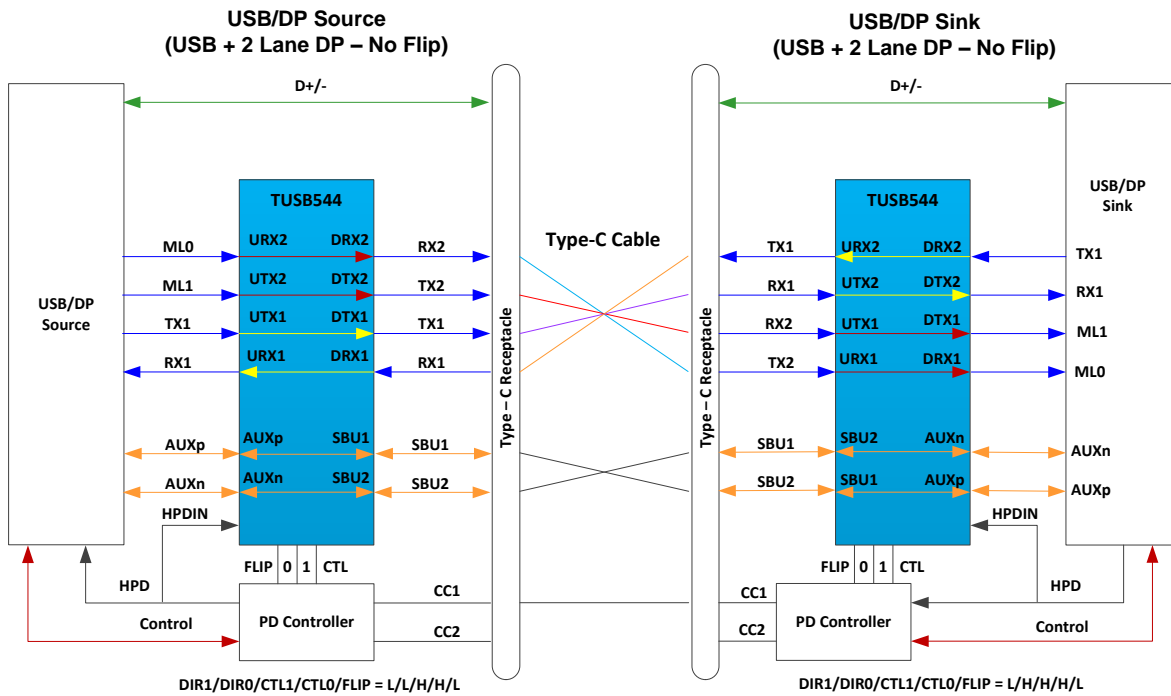 USB/DP Source
(USB + 2 Lane DP – No Flip)
USB/DP Sink
(USB + 2 Lane DP – No Flip)
D+/-
D+/-
TUSB544
TUSB544
USB/DP
Sink
Type-C Cable
ML0
URX2
DRX2
RX2
TX1
URX2
DRX2
TX1
ML1
UTX2
DTX2
TX2
RX1
UTX2
DTX2
RX1
USB/DP
Source
TX1
UTX1
DTX1
TX1
RX2
UTX1
DTX1
ML1
RX1
URX1
DRX1
RX1
TX2
URX1
DRX1
ML0
Type – C Receptacle
Type – C Receptacle
AUXp
AUXp
SBU1
SBU1
SBU1
SBU2
AUXn
AUXn
AUXn
AUXn
SBU2
SBU2
SBU2
SBU1
AUXp
AUXp
HPDIN
HPDIN
FLIP
0
1
CTL
FLIP
0
1
CTL
HPD
CC1
CC1
HPD
Control
PD Controller
CC2
CC2
PD Controller
Control
DIR1/DIR0/CTL1/CTL0/FLIP = L/L/H/H/L
DIR1/DIR0/CTL1/CTL0/FLIP = L/H/H/H/L